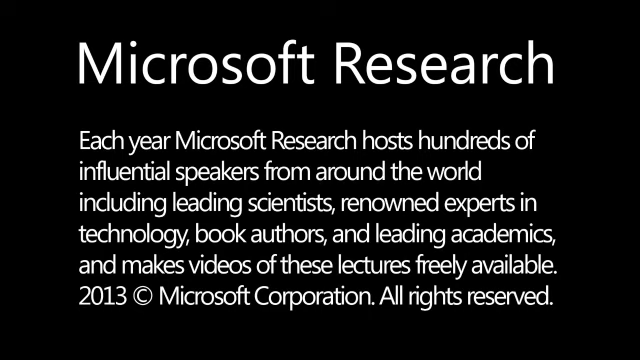 Microsoft Research
Each year Microsoft Research hosts hundreds of
influential speakers from around the world
including leading scientists, renowned experts in
technology, book authors, and leading academics,
and makes videos of these lectures freely available.
2013 © Microsoft Corporation. All rights reserved.